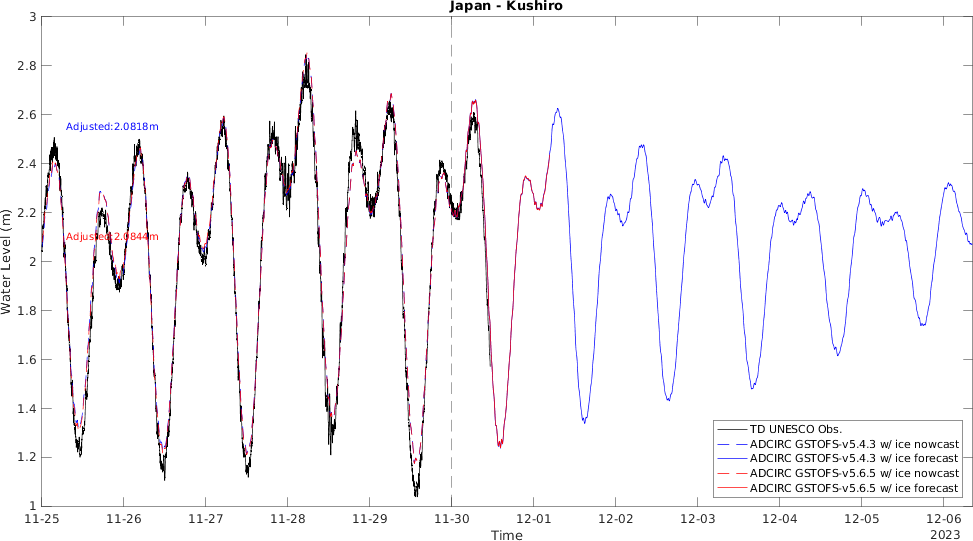 Japan - Kushiro
3
2.8
2.6
2.4
2.2
2
1.8
1.6
1.4
1.2
1
Water Level (m)
Adjusted:2.0818m
Adjusted:2.0844m
TD UNESCO Obs.
ADCIRC GSTOFS-v5.4.3 w/ ice nowcast
ADCIRC GSTOFS-v5.4.3 w/ ice forecast
ADCIRC GSTOFS-v5.6.5 w/ ice nowcast
ADCIRC GSTOFS-v5.6.5 w/ ice forecast
11-25 11-26 11-27 11-28 11-29 11-30 12-01 12-02 12-03 12-04 12-05 12-06
Time 2023